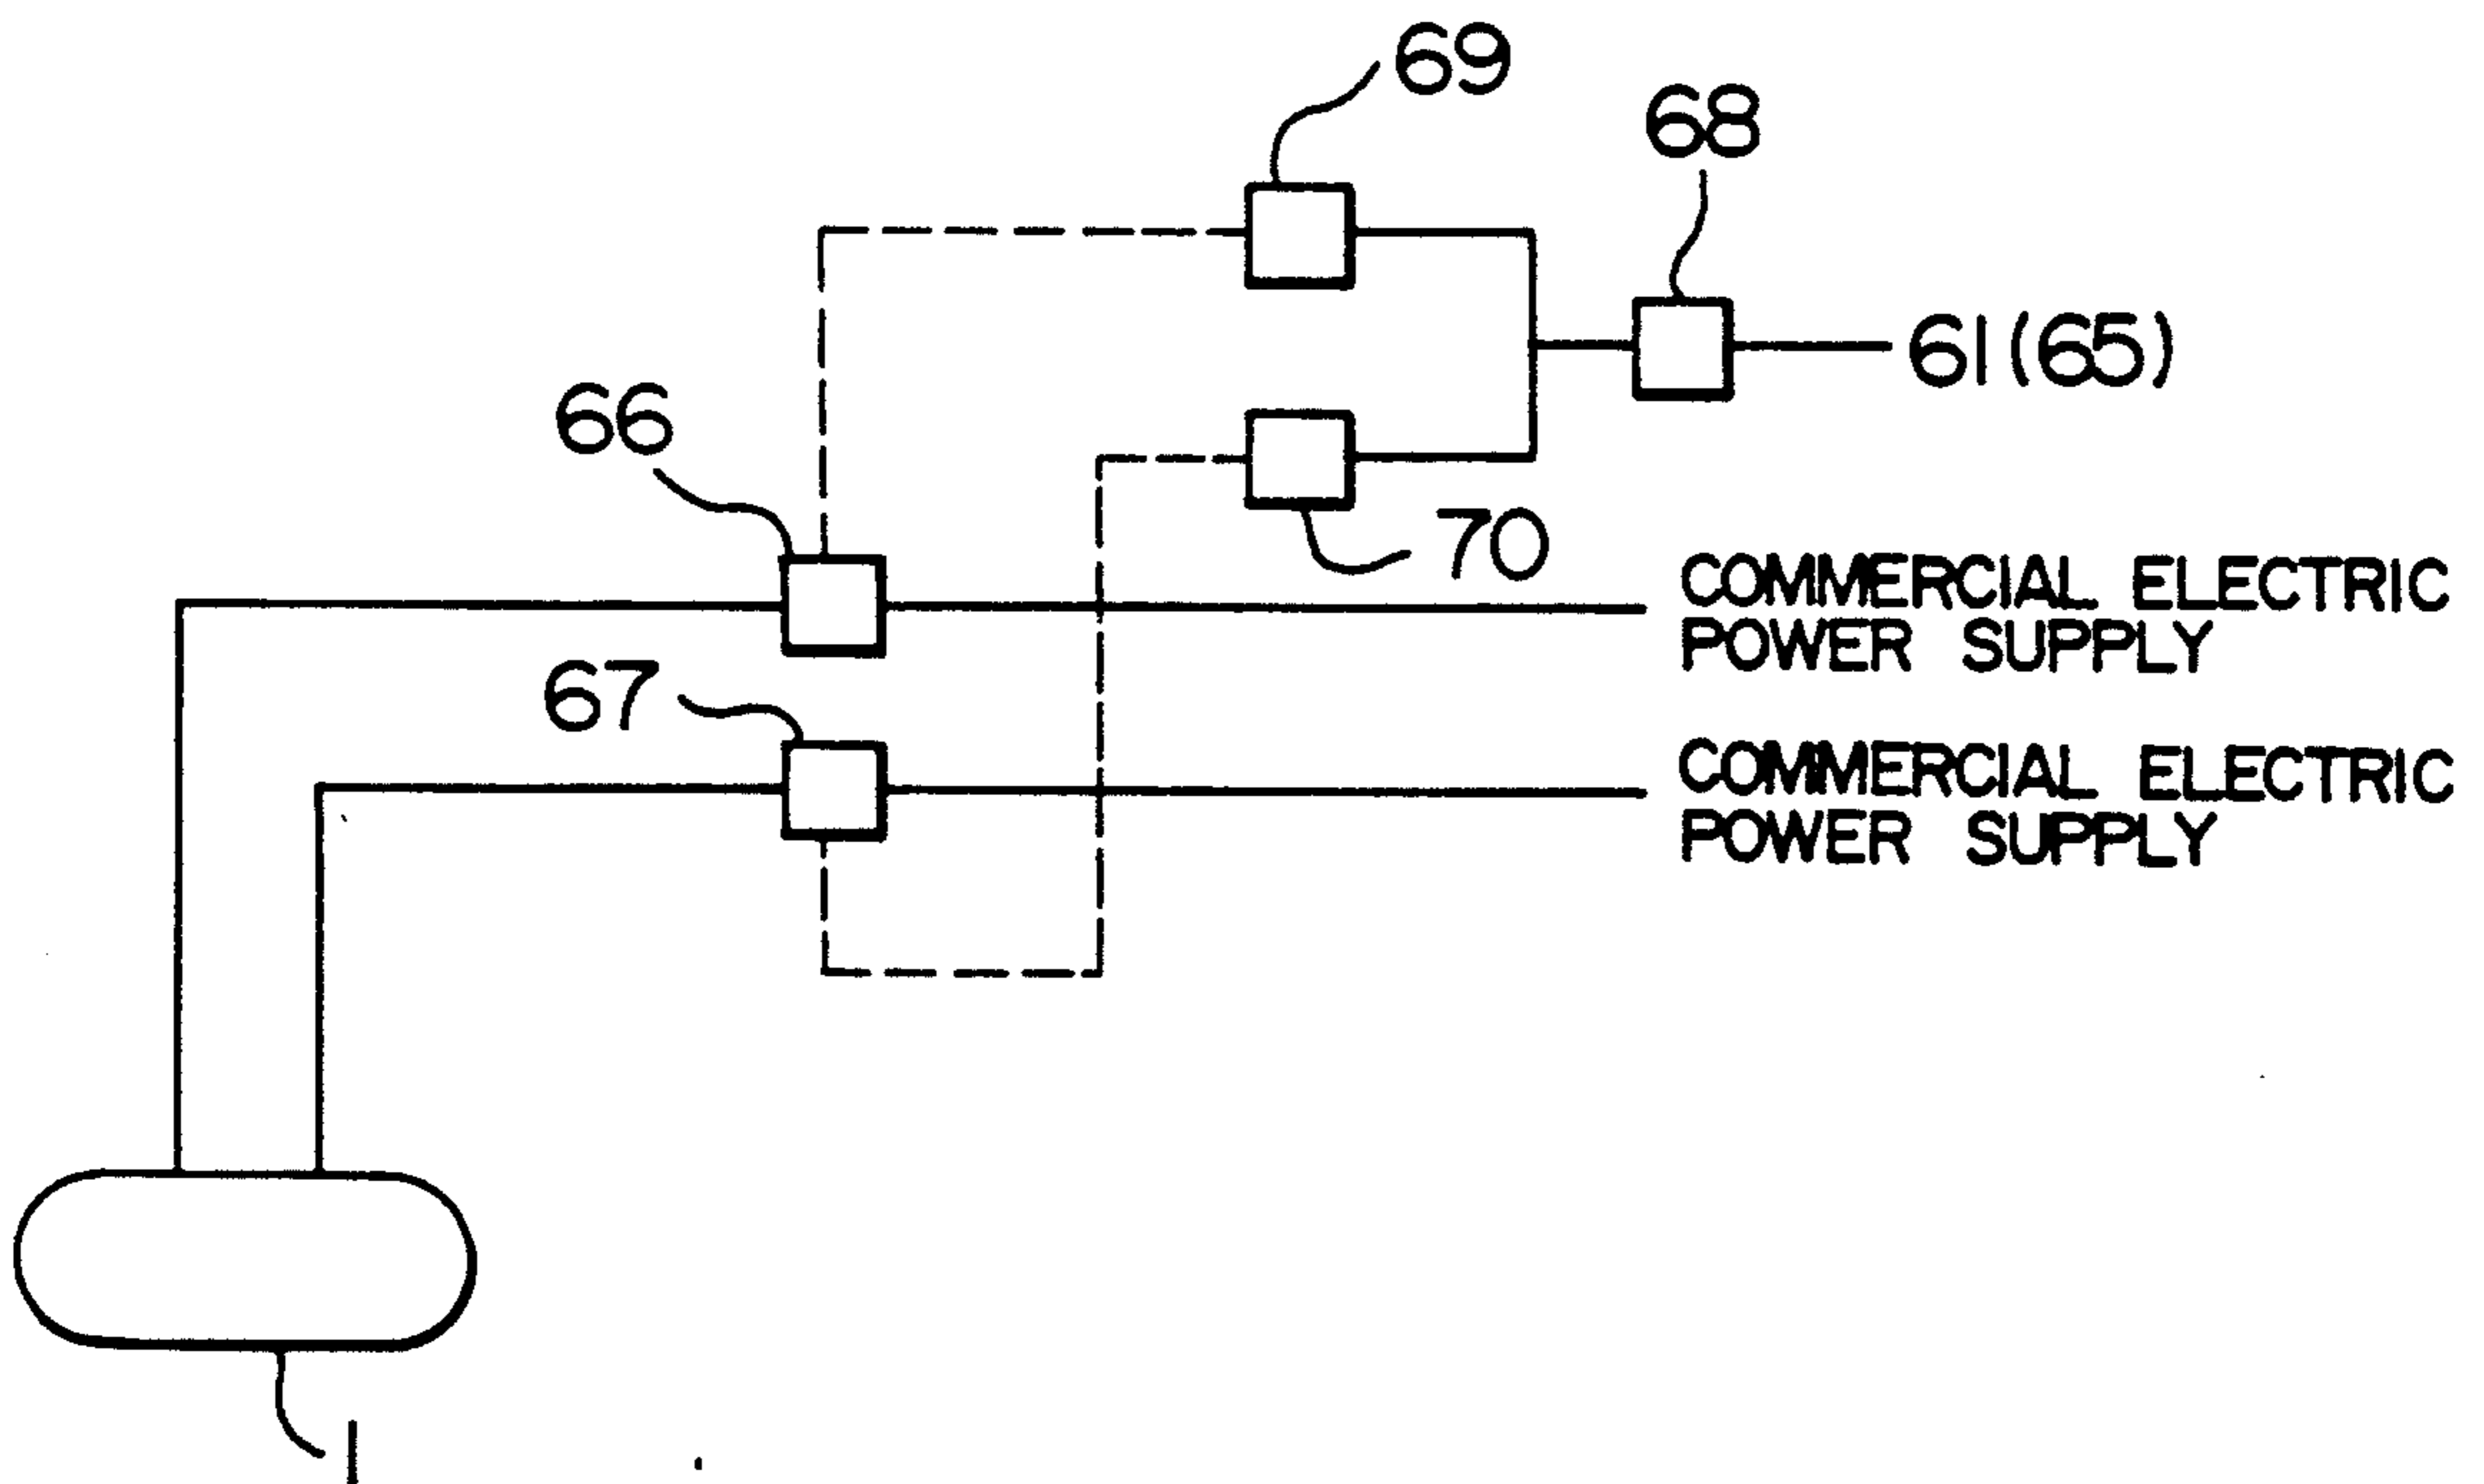 69
68
61(65)
66
70
COMMERCIAL ELECTRIC
POWER SUPPLY
67
COMMERCIAL ELECTRIC
POWER SUPPLY
1